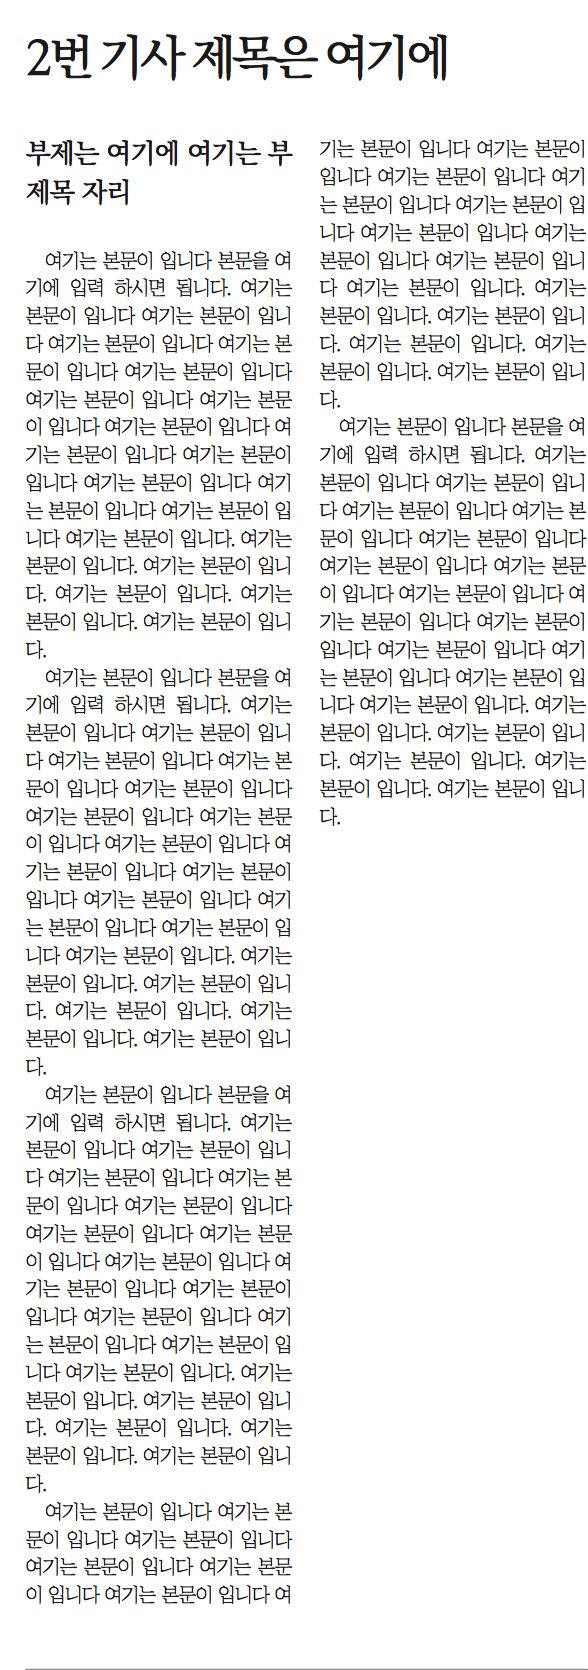 2번 기사 제목은 여기에
부제는 여기에 여기는 부
제목 자리
여기는 본문이 입니다 본문을 여
기에 입력 하시면 됩니다. 여기는
본문이 입니다 여기는 본문이 입니
다 여기는 본문이 입니다 여기는 본
문이 입니다 여기는 본문이 입니다
여기는 본문이 입니다 여기는 본문
이 입니다 여기는 본문이 입니다 여
기는 본문이 입니다 여기는 본문이
입니다 여기는 본문이 입니다 여기
는 본문이 입니다 여기는 본문이 입
니다 여기는 본문이 입니다. 여기는
본문이 입니다. 여기는 본문이 입니
다. 여기는 본문이 입니다. 여기는
본문이 입니다. 여기는 본문이 입니
다.
여기는 본문이 입니다 본문을 여
기에 입력 하시면 됩니다. 여기는
본문이 입니다 여기는 본문이 입니
다 여기는 본문이 입니다 여기는 본
문이 입니다 여기는 본문이 입니다
여기는 본문이 입니다 여기는 본문
이 입니다 여기는 본문이 입니다 여
기는 본문이 입니다 여기는 본문이
입니다 여기는 본문이 입니다 여기
는 본문이 입니다 여기는 본문이 입
니다 여기는 본문이 입니다. 여기는
본문이 입니다. 여기는 본문이 입니
다. 여기는 본문이 입니다. 여기는
본문이 입니다. 여기는 본문이 입니
다.
여기는 본문이 입니다 본문을 여
기에 입력 하시면 됩니다. 여기는
본문이 입니다 여기는 본문이 입니
다 여기는 본문이 입니다 여기는 본
문이 입니다 여기는 본문이 입니다
여기는 본문이 입니다 여기는 본문
이 입니다 여기는 본문이 입니다 여
기는 본문이 입니다 여기는 본문이
입니다 여기는 본문이 입니다 여기
는 본문이 입니다 여기는 본문이 입
니다 여기는 본문이 입니다. 여기는
본문이 입니다. 여기는 본문이 입니
다. 여기는 본문이 입니다. 여기는
본문이 입니다. 여기는 본문이 입니
다.
여기는 본문이 입니다 여기는 본
문이 입니다 여기는 본문이 입니다
여기는 본문이 입니다 여기는 본문
이 입니다 여기는 본문이 입니다 여
기는 본문이 입니다 여기는 본문이
입니다 여기는 본문이 입니다 여기
는 본문이 입니다 여기는 본문이 입
니다 여기는 본문이 입니다 여기는
본문이 입니다 여기는 본문이 입니
다 여기는 본문이 입니다. 여기는
본문이 입니다. 여기는 본문이 입니
다. 여기는 본문이 입니다. 여기는
본문이 입니다. 여기는 본문이 입니
다.
여기는 본문이 입니다 본문을 여
기에 입력 하시면 됩니다. 여기는
본문이 입니다 여기는 본문이 입니
다 여기는 본문이 입니다 여기는 본
문이 입니다 여기는 본문이 입니다
여기는 본문이 입니다 여기는 본문
이 입니다 여기는 본문이 입니다 여
기는 본문이 입니다 여기는 본문이
입니다 여기는 본문이 입니다 여기
는 본문이 입니다 여기는 본문이 입
니다 여기는 본문이 입니다. 여기는
본문이 입니다. 여기는 본문이 입니
다. 여기는 본문이 입니다. 여기는
본문이 입니다. 여기는 본문이 입니
다.